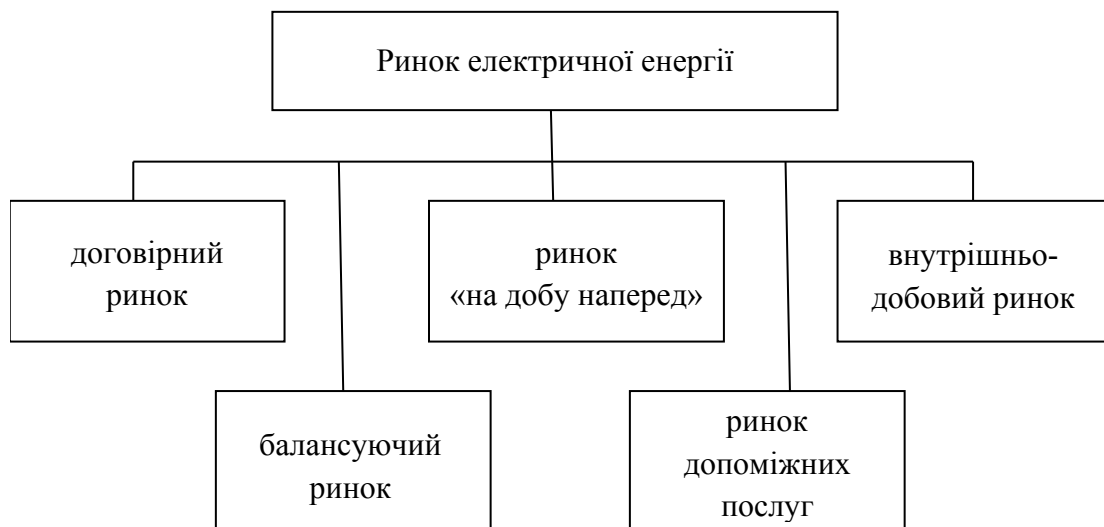 Ринок електричної енергії
договірний
ринок
ринок
«на добу наперед»
внутрішньо-
добовий ринок
балансуючий
ринок
ринок
допоміжних
послуг